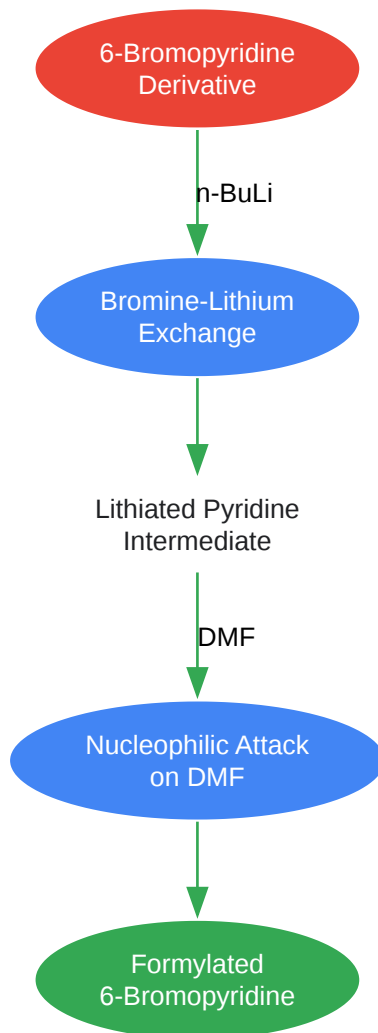 6-Bromopyridine
Derivative
n-BuLi
Bromine-Lithium
Exchange
Lithiated Pyridine
Intermediate
DMF
Nucleophilic Attack
on DMF
Formylated
6-Bromopyridine